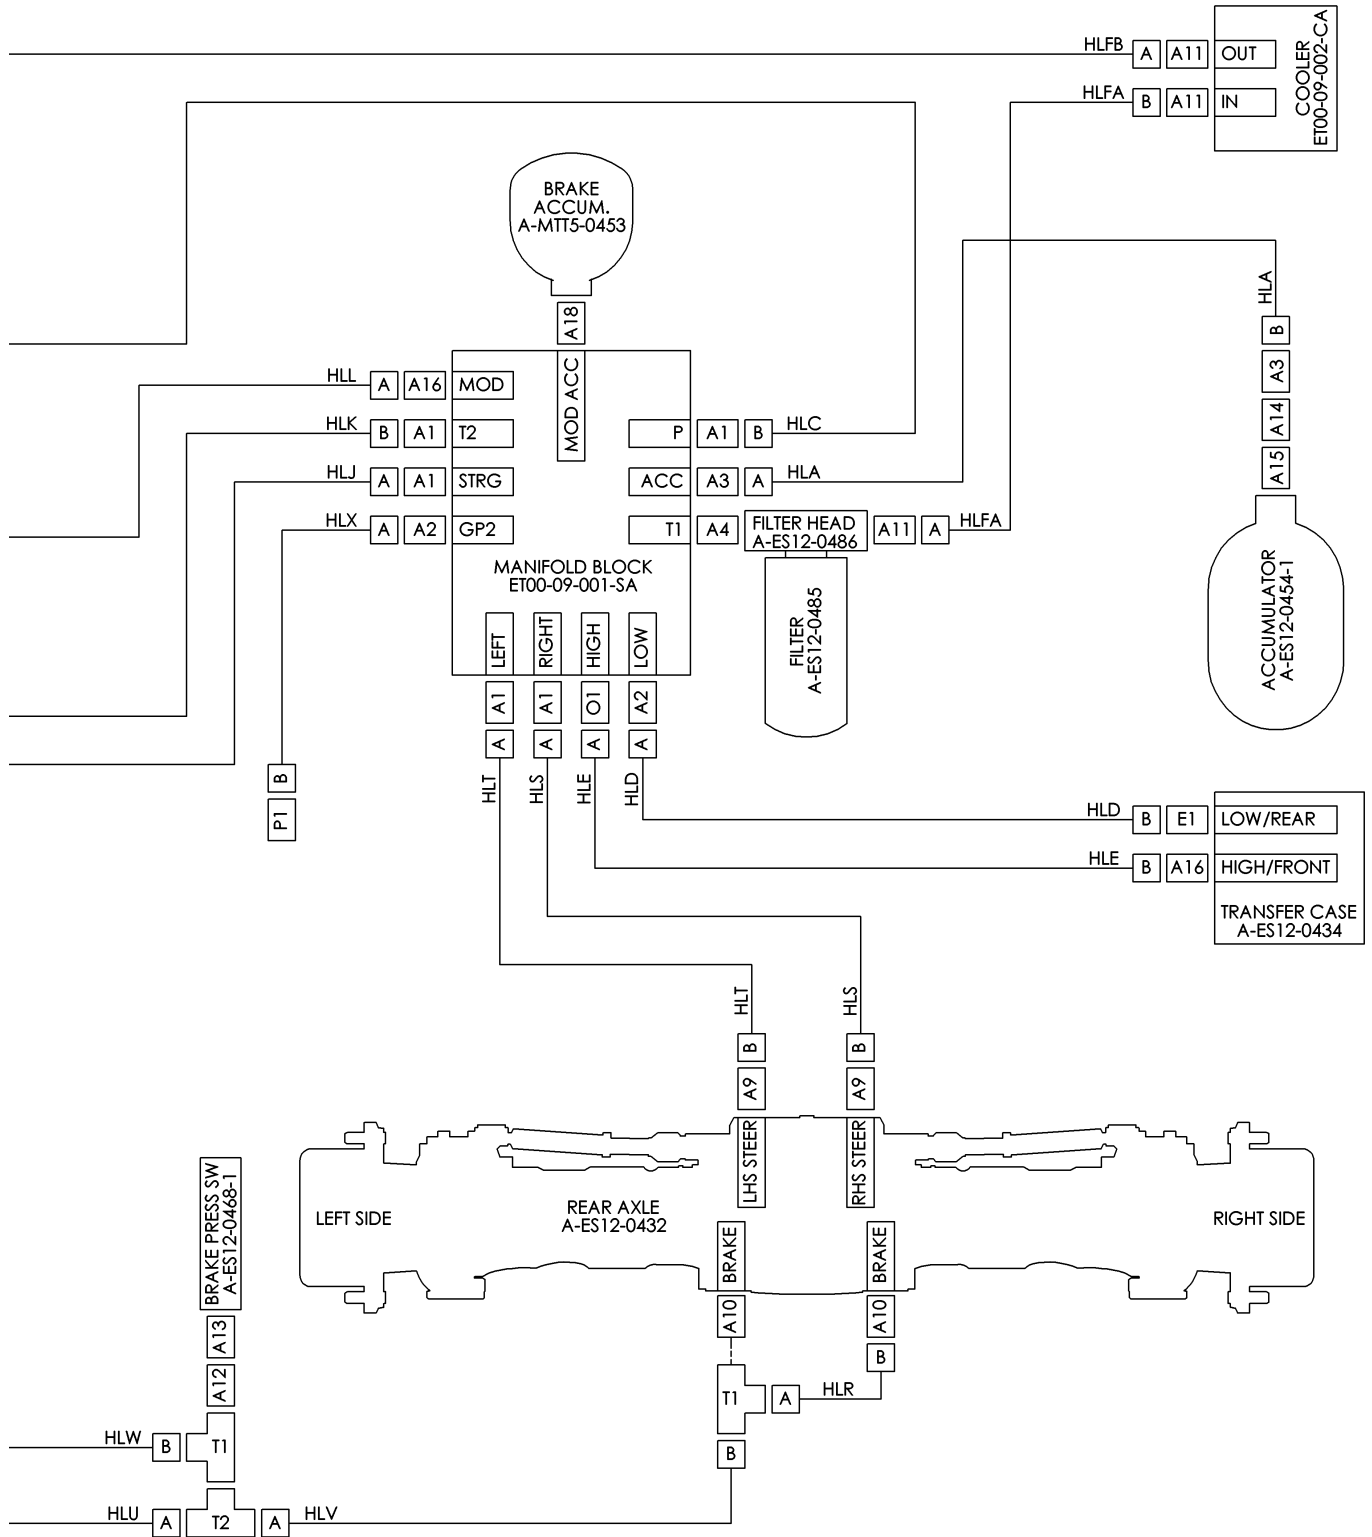 HLFB
A
A11
OUT
HLFA
B
A11
IN
COOLER
ET00-09-002-CA
BRAKE
ACCUM.
A-MTT5-0453
A18
MOD ACC
HLL
A
A16
MOD
HLK
B
A1
T2
HLJ
A
A1
STRG
HLX
A
A2
GP2
P
A1
B
HLC
ACC
A3
A
HLA
T1
A4
FILTER HEAD
A-ES12-0486
A11
A
HLFA
MANIFOLD BLOCK
ET00-09-001-SA
FILTER
A-ES12-0485
HLA
B
A3
A14
A15
ACCUMULATOR
A-ES12-0454-1
LEFT
RIGHT
HIGH
LOW
A1
A1
O1
A2
A
A
A
A
HLT
HLS
HLE
HLD
B
P1
HLD
B
E1
LOW/REAR
HLE
B
A16
HIGH/FRONT
TRANSFER CASE
A-ES12-0434
HLT
HLS
B
B
A9
A9
LHS STEER
RHS STEER
LEFT SIDE
REAR AXLE
A-ES12-0432
RIGHT SIDE
BRAKE
BRAKE
A10
A10
B
T1
A
HLR
B
BRAKE PRESS SW
A-ES12-0468-1
A13
A12
HLW
B
T1
HLU
A
T2
A
HLV